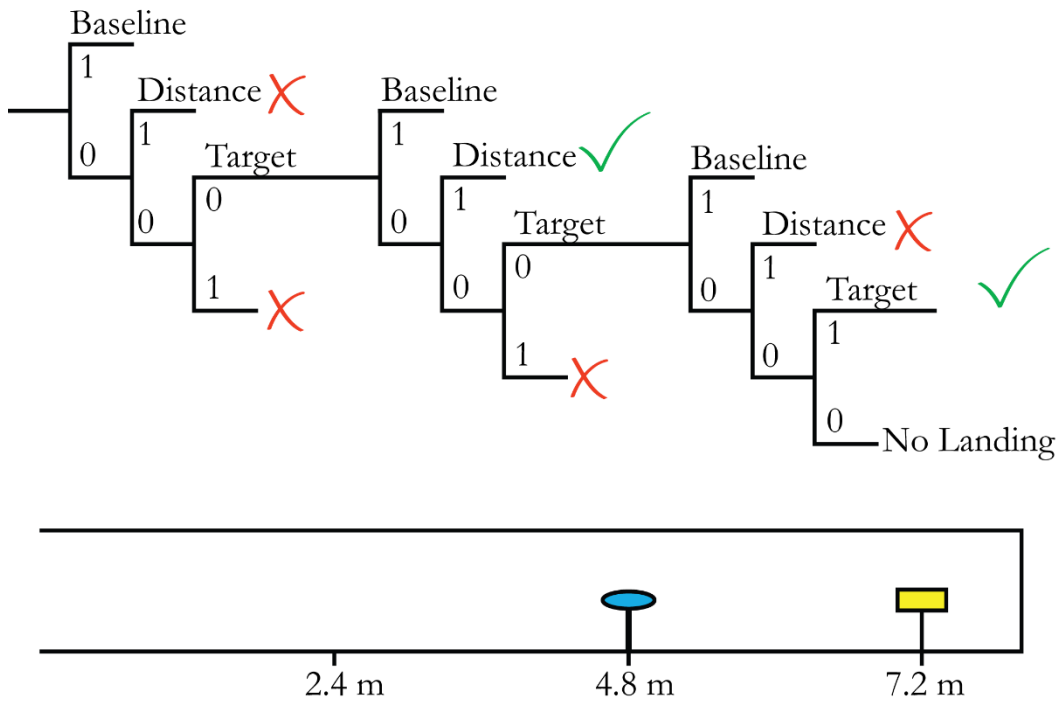 Baseline
1
Distance Baseline
0 1 Target 1 Distance Baseline
0 0 0 1 Target 1 Distance
1 0 0 0 1 Target
1 0 1
0
No Landing
2.4 m 4.8 m 7.2 m